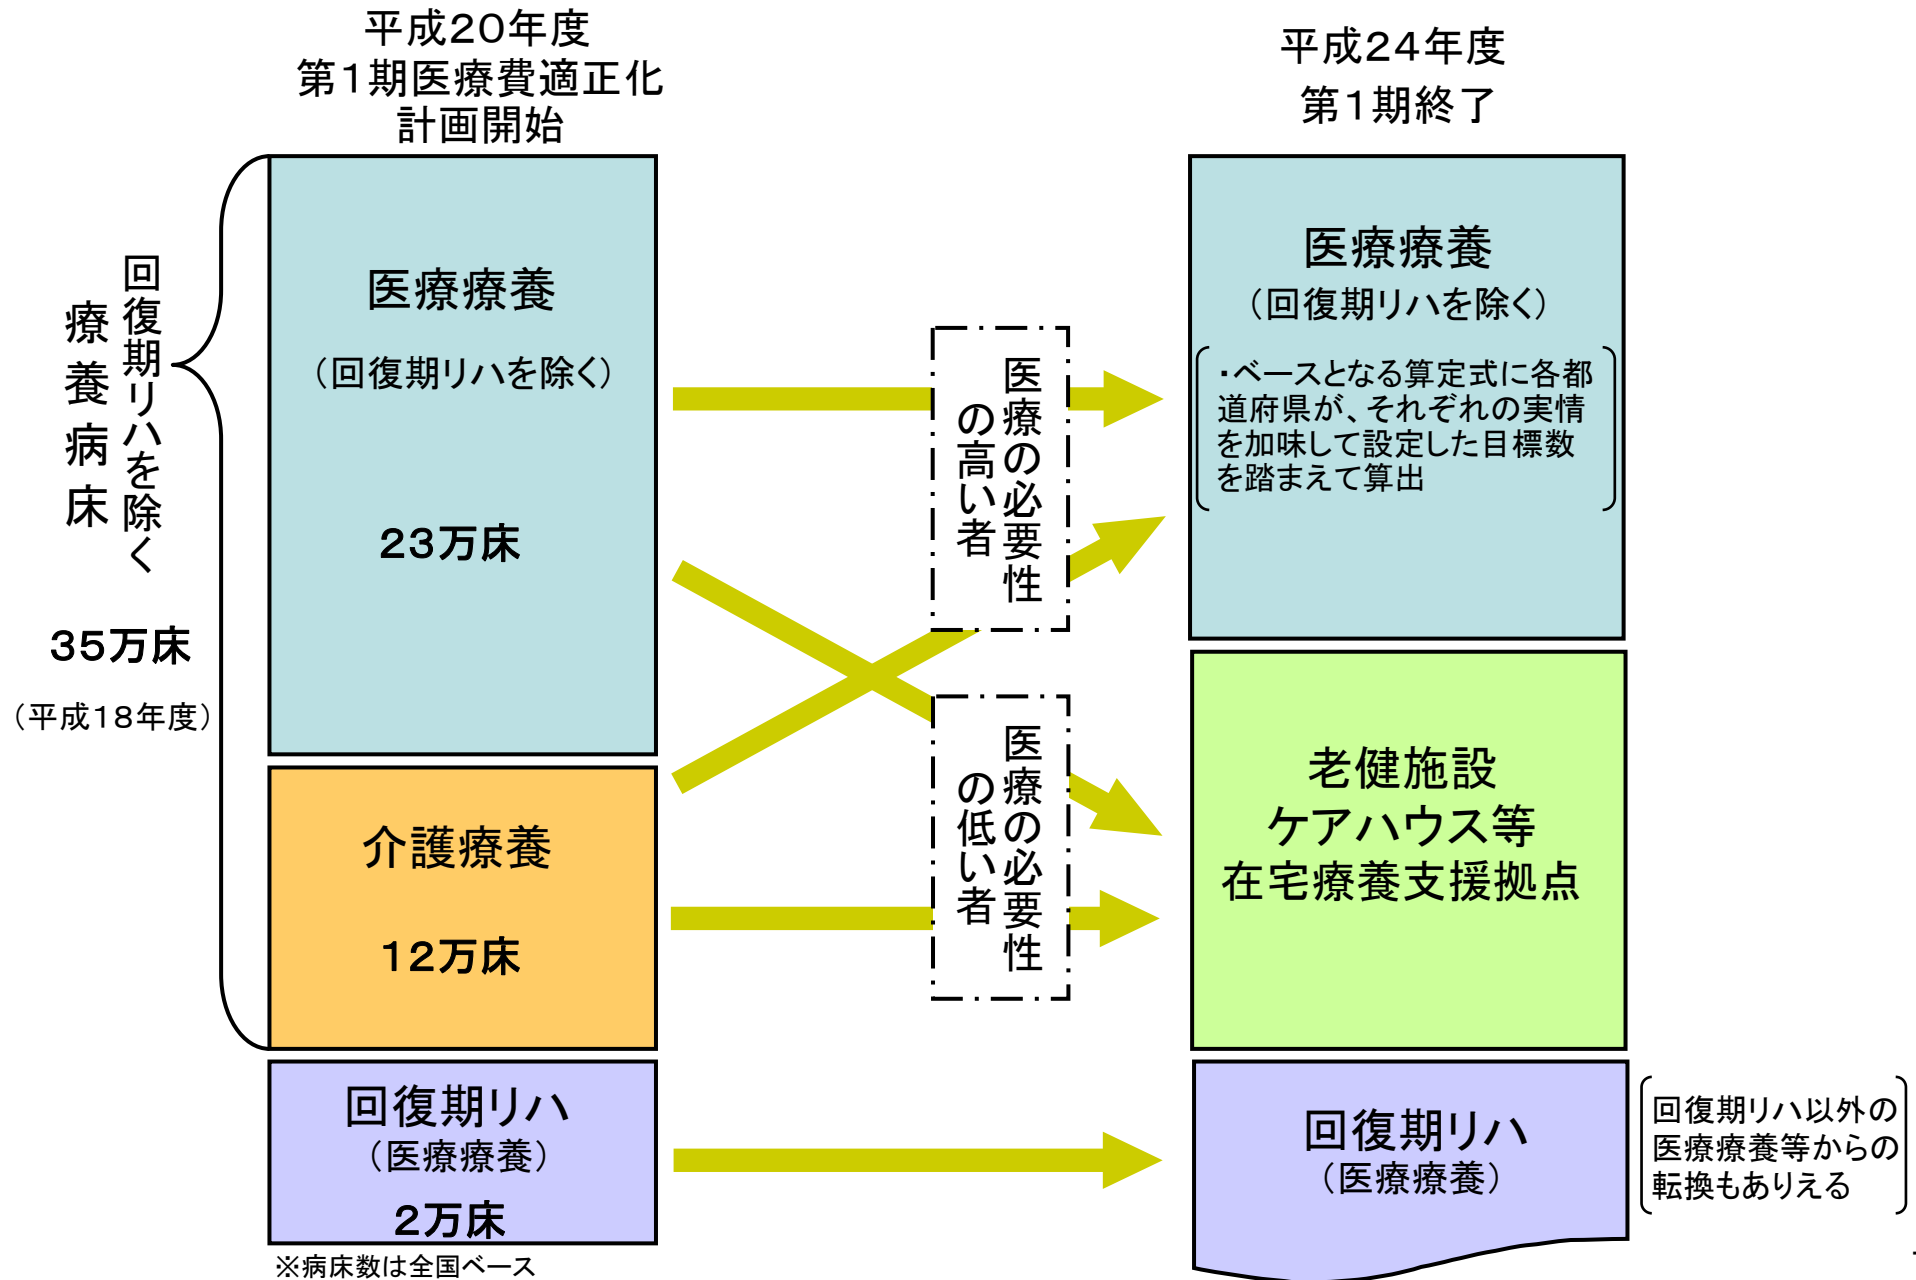 平成20年度
第1期医療費適正化
計画開始
平成24年度
第1期終了
回復期リハを除く
療養病床
35万床
（平成18年度）
医療療養
（回復期リハを除く）
23万床
介護療養
12万床
回復期リハ
（医療療養）
2万床
※病床数は全国ベース
医療の必要性
の高い者
医療の必要性
の低い者
医療療養
（回復期リハを除く）
・ベースとなる算定式に各都
道府県が、それぞれの実情
を加味して設定した目標数
を踏まえて算出
老健施設
ケアハウス等
在宅療養支援拠点
回復期リハ
（医療療養）
回復期リハ以外の
医療療養等からの
転換もありえる